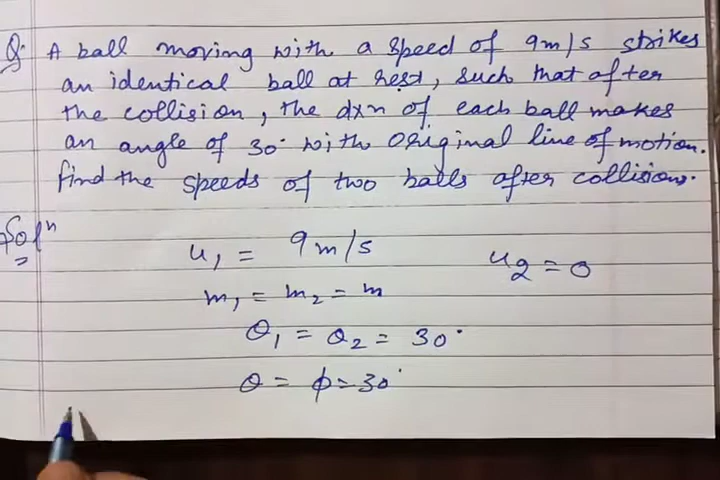 Q. A ball moving with a speed of 9m/s strikes
an identical ball at rest, such that after
the collision, the dxn of each ball makes
an angle of 30° with original line of motion.
find the speeds of two balls after collision.
Solⁿ
u₁ = 9m/s
u₂ = 0
m₁ = m₂ = m
θ₁ = θ₂ = 30°
θ = ϕ = 30°